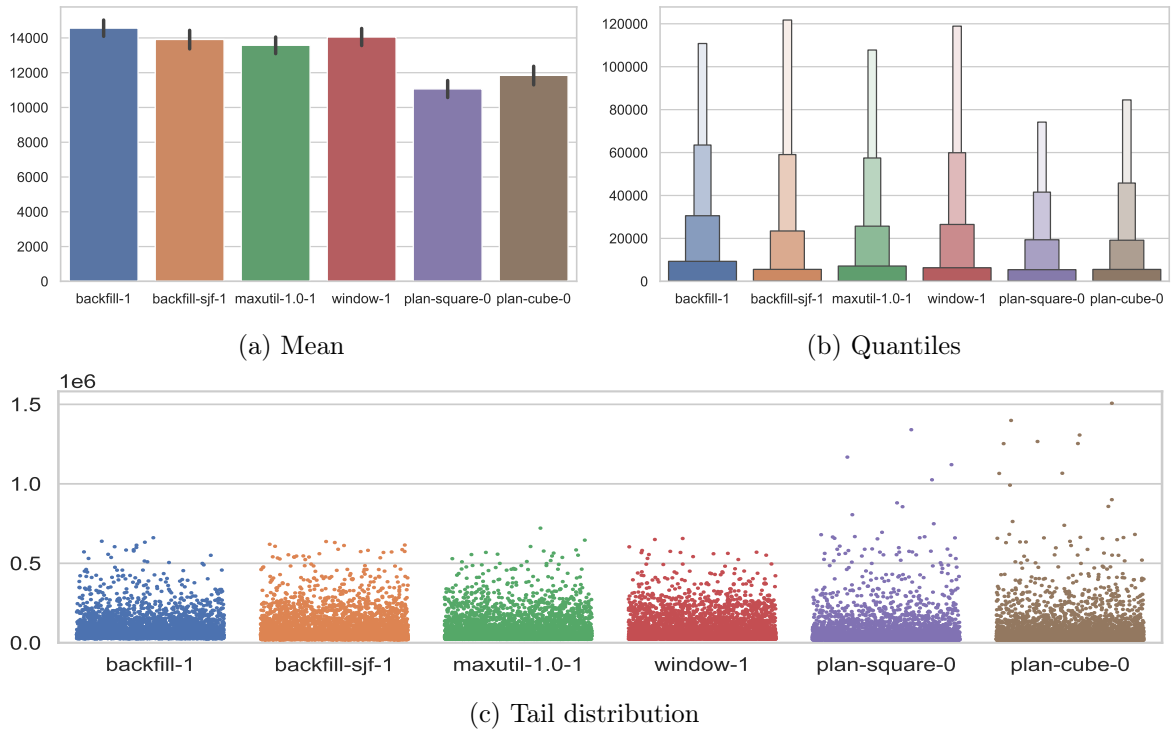 14000
12000
10000
8000
6000
4000
2000
0
backfill-1 backfill-sjf-1 maxutil-1.0-1 window-1 plan-square-0 plan-cube-0
(a) Mean
120000
100000
80000
60000
40000
20000
0
backfill-1 backfill-sjf-1 maxutil-1.0-1 window-1 plan-square-0 plan-cube-0
(b) Quantiles
1e6
1.5
1.0
0.5
0.0
backfill-1 backfill-sjf-1 maxutil-1.0-1 window-1 plan-square-0 plan-cube-0
(c) Tail distribution